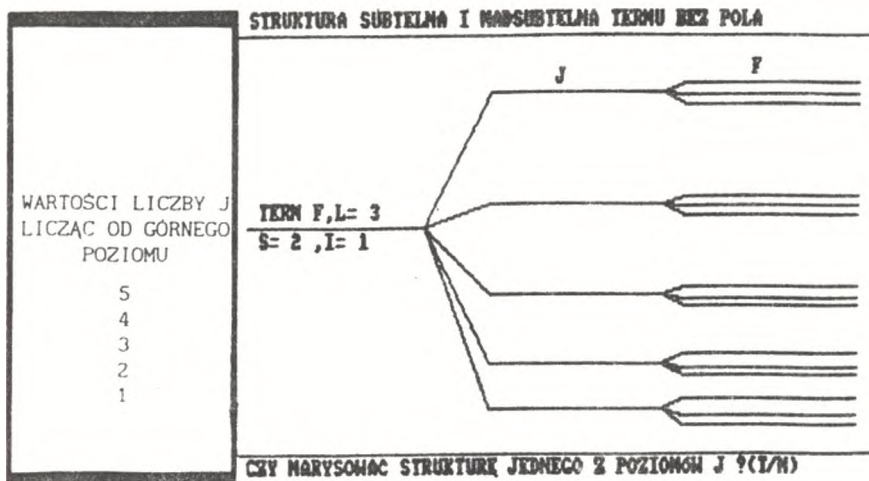 STRUKTURA SUBTELNA I NADSUBTELNA TERMU BEZ POLA
J
F
WARTOŚCI LICZBY J
LICZĄC OD GÓRNEGO
POZIOMU
5
4
3
2
1
TERM F,L= 3
S= 2 ,I= 1
CZY NARYSOWAC STRUKTURĘ JEDNEGO Z POZIOMÓW J ?(T/N)